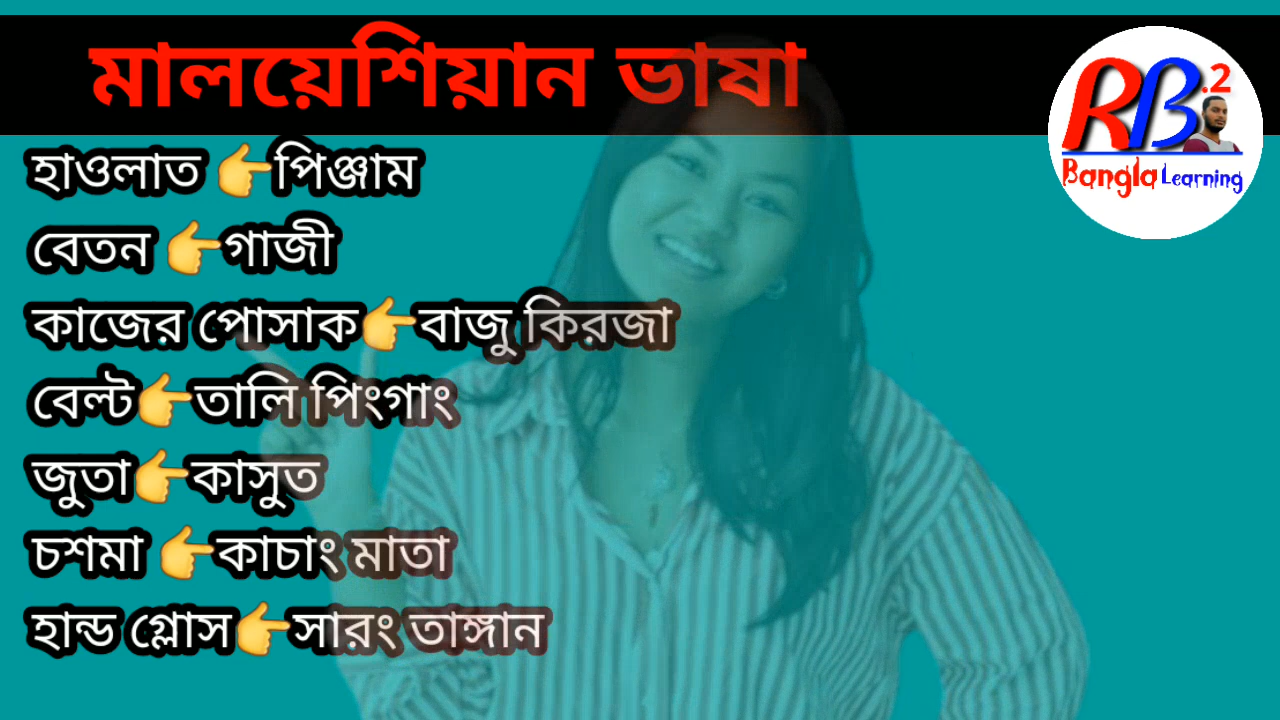 মালয়েশিয়ান ভাষা
RB.2
Bangla Learning
হাওলাত 👉পিঞ্জাম
বেতন 👉গাজী
কাজের পোসাক👉বাজু কিরজা
বেল্ট👉তালি পিংগাং
জুতা👉কাসুত
চশমা 👉কাচাং মাতা
হান্ড গ্লোস👉সারং তাঙ্গান